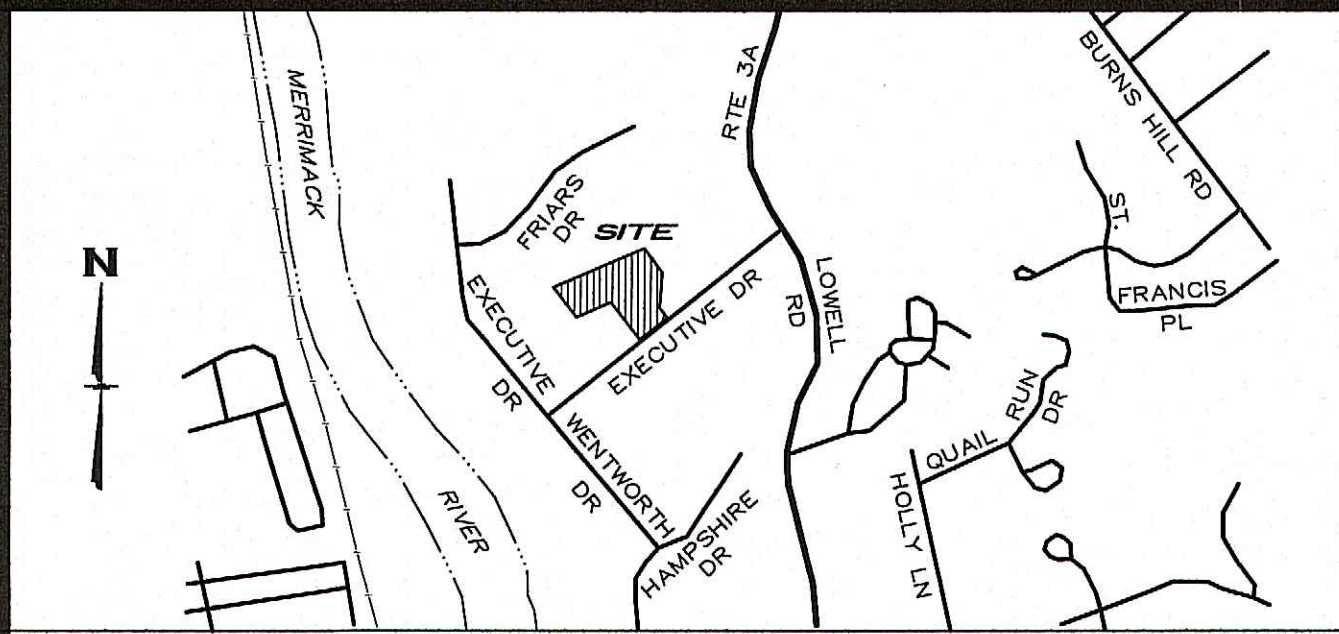 MERRIMACK
RIVER
N
FRIARS
DR
SITE
EXECUTIVE
DR
EXECUTIVE DR
WENTWORTH
DR
HAMPSHIRE
DR
RTE 3A
LOWELL
RD
BURNS HILL RD
ST.
FRANCIS
PL
QUAIL RUN
DR
HOLLY LN